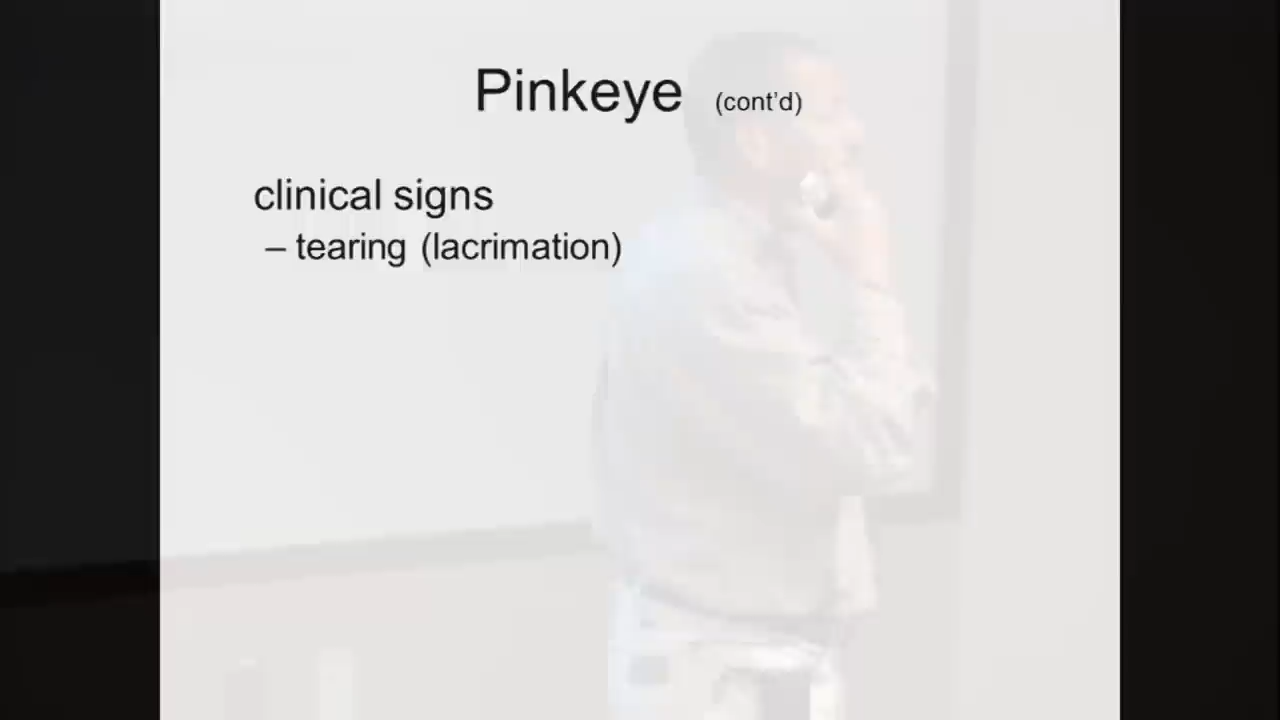 Pinkeye (cont'd)
clinical signs
– tearing (lacrimation)